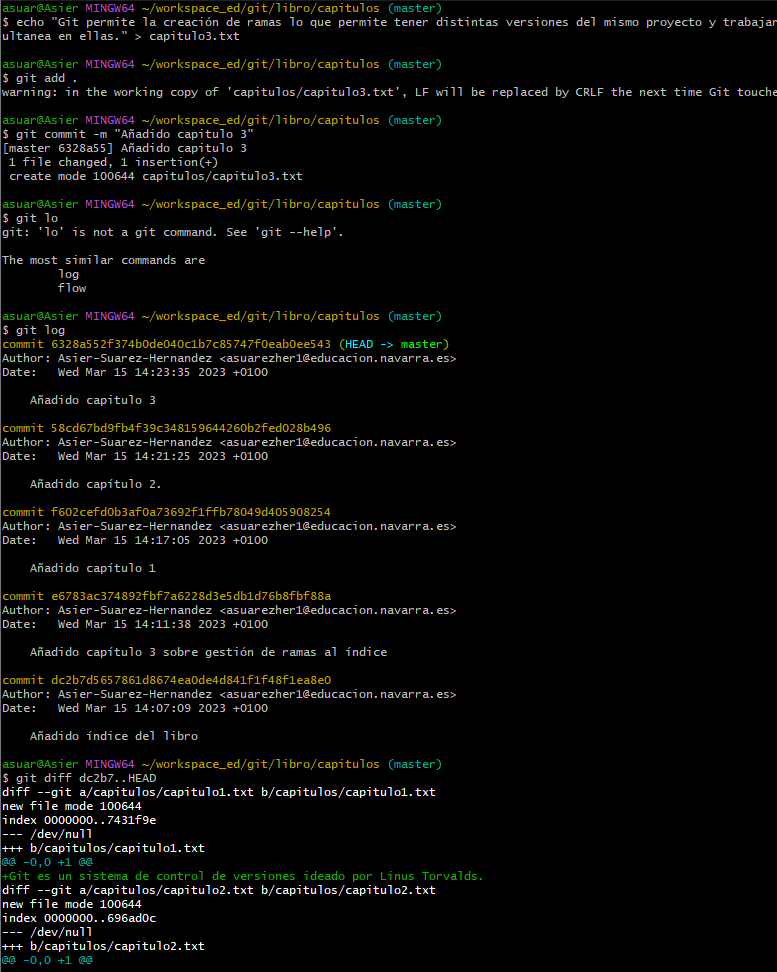 asuar@Asier MINGW64 ~/workspace_ed/git/libro/capitulos (master)
$ echo "Git permite la creación de ramas lo que permite tener distintas versiones del mismo proyecto y trabajar
ultanea en ellas." > capitulo3.txt
asuar@Asier MINGW64 ~/workspace_ed/git/libro/capitulos (master)
$ git add .
warning: in the working copy of 'capitulos/capitulo3.txt', LF will be replaced by CRLF the next time Git touche
asuar@Asier MINGW64 ~/workspace_ed/git/libro/capitulos (master)
$ git commit -m "Añadido capitulo 3"
[master 6328a55] Añadido capitulo 3
1 file changed, 1 insertion(+)
create mode 100644 capitulos/capitulo3.txt
asuar@Asier MINGW64 ~/workspace_ed/git/libro/capitulos (master)
$ git lo
git: 'lo' is not a git command. See 'git --help'.
The most similar commands are
log
flow
asuar@Asier MINGW64 ~/workspace_ed/git/libro/capitulos (master)
$ git log
commit 6328a552f374b0de040c1b7c85747f0eab0ee543 (HEAD -> master)
Author: Asier-Suarez-Hernandez <asuarezher1@educacion.navarra.es>
Date: Wed Mar 15 14:23:35 2023 +0100
Añadido capitulo 3
commit 58cd67bd9fb4f39c348159644260b2fed028b496
Author: Asier-Suarez-Hernandez <asuarezher1@educacion.navarra.es>
Date: Wed Mar 15 14:21:25 2023 +0100
Añadido capítulo 2.
commit f602cefd0b3af0a73692f1ffb78049d405908254
Author: Asier-Suarez-Hernandez <asuarezher1@educacion.navarra.es>
Date: Wed Mar 15 14:17:05 2023 +0100
Añadido capítulo 1
commit e6783ac374892fbf7a6228d3e5db1d76b8fbf88a
Author: Asier-Suarez-Hernandez <asuarezher1@educacion.navarra.es>
Date: Wed Mar 15 14:11:38 2023 +0100
Añadido capítulo 3 sobre gestión de ramas al índice
commit dc2b7d5657861d8674ea0de4d841f1f48f1ea8e0
Author: Asier-Suarez-Hernandez <asuarezher1@educacion.navarra.es>
Date: Wed Mar 15 14:07:09 2023 +0100
Añadido índice del libro
asuar@Asier MINGW64 ~/workspace_ed/git/libro/capitulos (master)
$ git diff dc2b7..HEAD
diff --git a/capitulos/capitulo1.txt b/capitulos/capitulo1.txt
new file mode 100644
index 0000000..7431f9e
--- /dev/null
+++ b/capitulos/capitulo1.txt
@@ -0,0 +1 @@
+Git es un sistema de control de versiones ideado por Linus Torvalds.
diff --git a/capitulos/capitulo2.txt b/capitulos/capitulo2.txt
new file mode 100644
index 0000000..696ad0c
--- /dev/null
+++ b/capitulos/capitulo2.txt
@@ -0,0 +1 @@